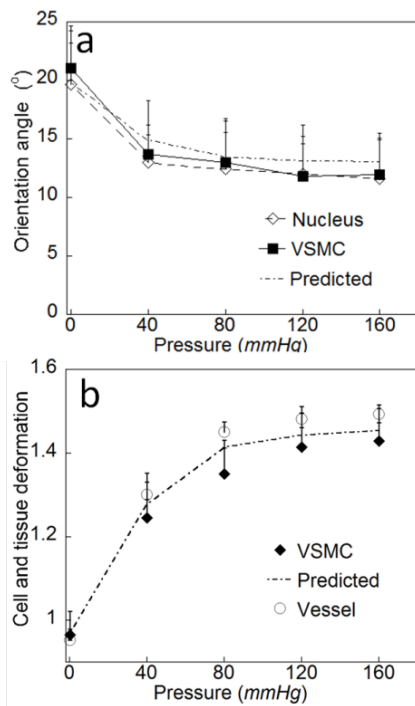 25
a
20
15
10
5
0
Orientation angle (°)
Nucleus
VSMC
Predicted
0 40 80 120 160
Pressure (mmHg)
1.6
b
1.4
1.2
1
Cell and tissue deformation
VSMC
Predicted
Vessel
0 40 80 120 160
Pressure (mmHg)